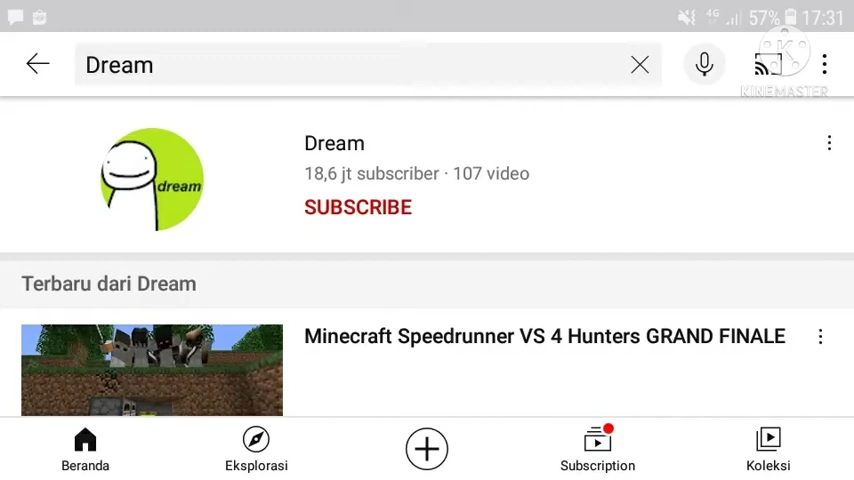 4G 57% 17:31
Dream
KINEMASTER
Dream
18,6 jt subscriber · 107 video
dream
SUBSCRIBE
Terbaru dari Dream
Minecraft Speedrunner VS 4 Hunters GRAND FINALE
Beranda
Eksplorasi
Subscription
Koleksi